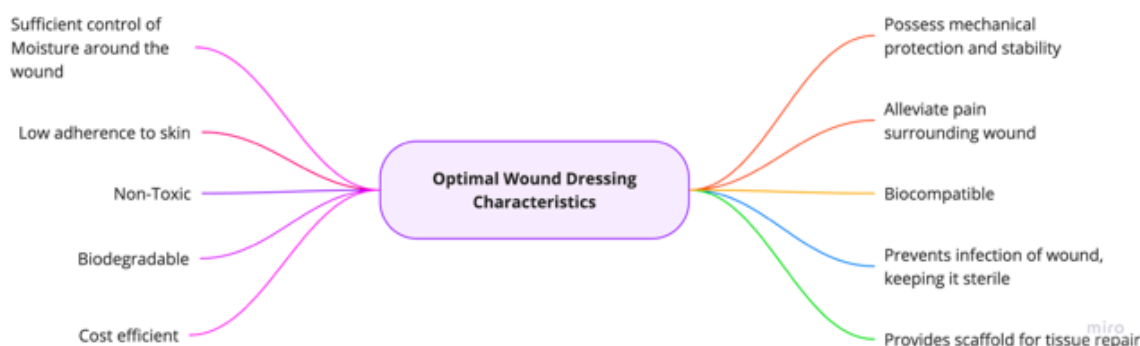 Sufficient control of
Moisture around the
wound
Low adherence to skin
Non-Toxic
Biodegradable
Cost efficient
Optimal Wound Dressing
Characteristics
Possess mechanical
protection and stability
Alleviate pain
surrounding wound
Biocompatible
Prevents infection of wound,
keeping it sterile
Provides scaffold for tissue repair
miro